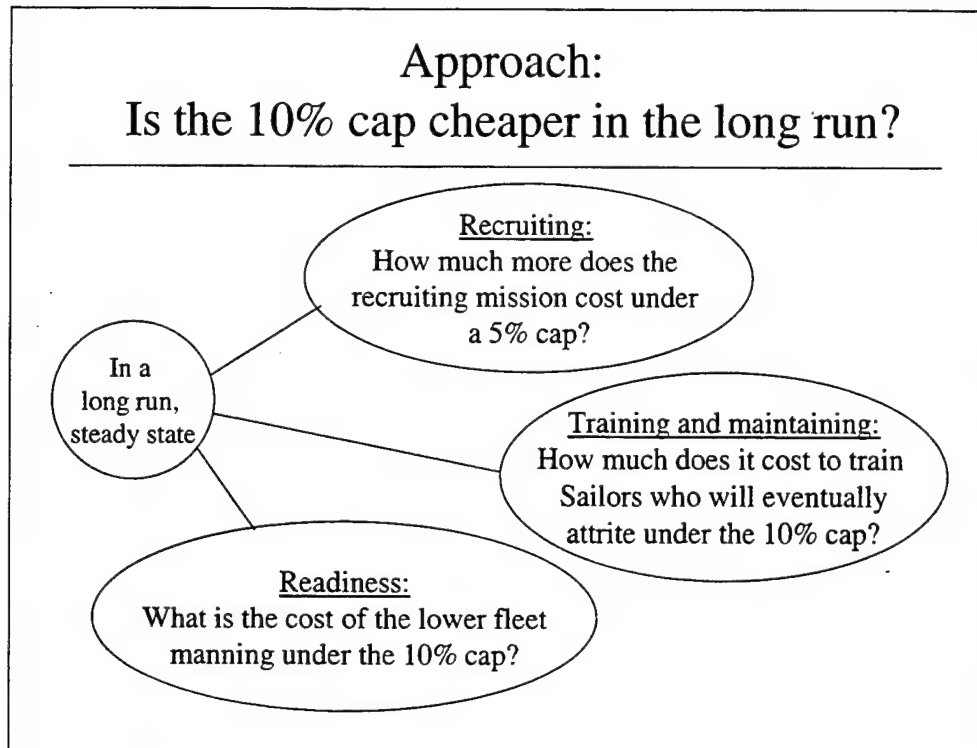 Approach:
Is the 10% cap cheaper in the long run?
Recruiting:
How much more does the
recruiting mission cost under
a 5% cap?
In a
long run,
steady state
Training and maintaining:
How much does it cost to train
Sailors who will eventually
attrite under the 10% cap?
Readiness:
What is the cost of the lower fleet
manning under the 10% cap?